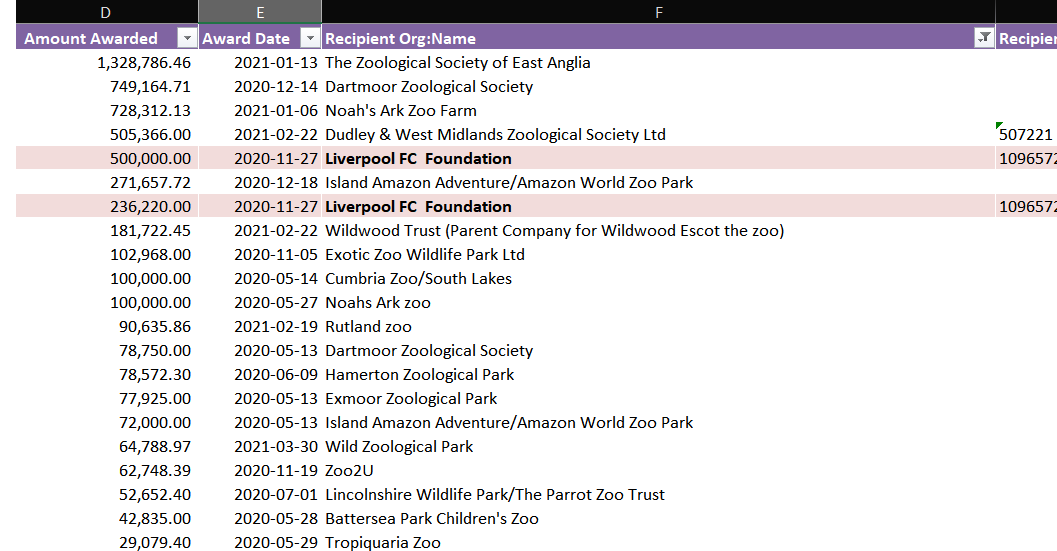 D E F
Amount Awarded Award Date Recipient Org:Name Recipier
1,328,786.46 2021-01-13 The Zoological Society of East Anglia
749,164.71 2020-12-14 Dartmoor Zoological Society
728,312.13 2021-01-06 Noah's Ark Zoo Farm
505,366.00 2021-02-22 Dudley & West Midlands Zoological Society Ltd 507221
500,000.00 2020-11-27 Liverpool FC  Foundation 1096572
271,657.72 2020-12-18 Island Amazon Adventure/Amazon World Zoo Park
236,220.00 2020-11-27 Liverpool FC  Foundation 1096572
181,722.45 2021-02-22 Wildwood Trust (Parent Company for Wildwood Escot the zoo)
102,968.00 2020-11-05 Exotic Zoo Wildlife Park Ltd
100,000.00 2020-05-14 Cumbria Zoo/South Lakes
100,000.00 2020-05-27 Noahs Ark zoo
90,635.86 2021-02-19 Rutland zoo
78,750.00 2020-05-13 Dartmoor Zoological Society
78,572.30 2020-06-09 Hamerton Zoological Park
77,925.00 2020-05-13 Exmoor Zoological Park
72,000.00 2020-05-13 Island Amazon Adventure/Amazon World Zoo Park
64,788.97 2021-03-30 Wild Zoological Park
62,748.39 2020-11-19 Zoo2U
52,652.40 2020-07-01 Lincolnshire Wildlife Park/The Parrot Zoo Trust
42,835.00 2020-05-28 Battersea Park Children's Zoo
29,079.40 2020-05-29 Tropiquaria Zoo